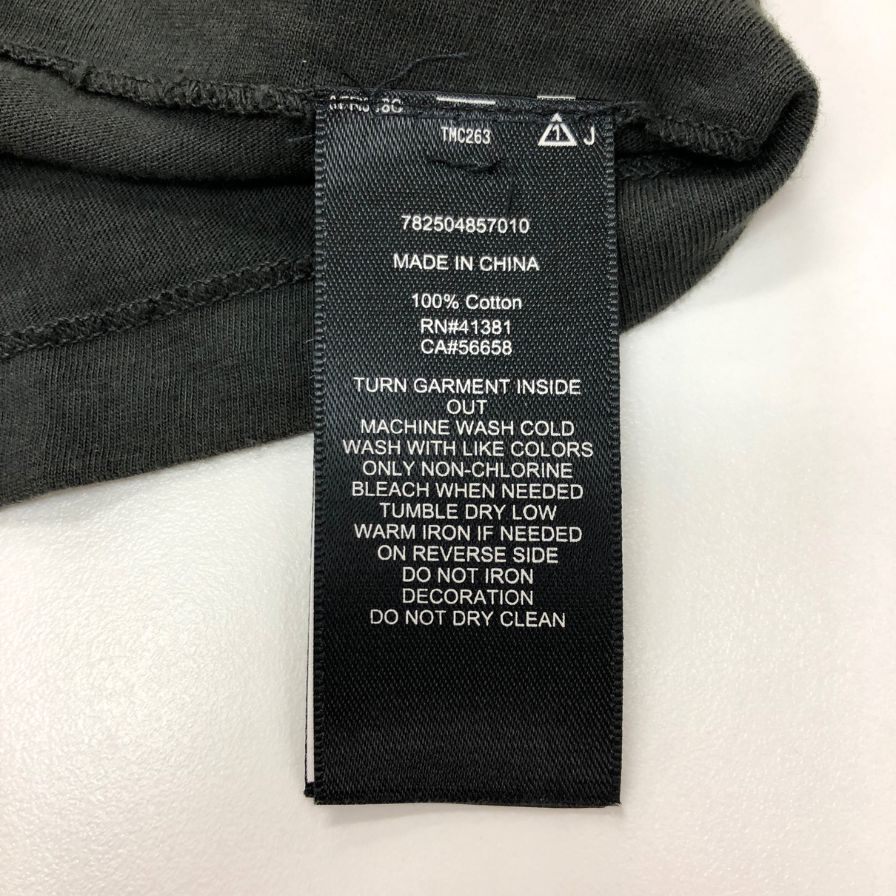 TMC263
1 J
782504857010
MADE IN CHINA
100% Cotton
RN#41381
CA#56658
TURN GARMENT INSIDE
OUT
MACHINE WASH COLD
WASH WITH LIKE COLORS
ONLY NON-CHLORINE
BLEACH WHEN NEEDED
TUMBLE DRY LOW
WARM IRON IF NEEDED
ON REVERSE SIDE
DO NOT IRON
DECORATION
DO NOT DRY CLEAN